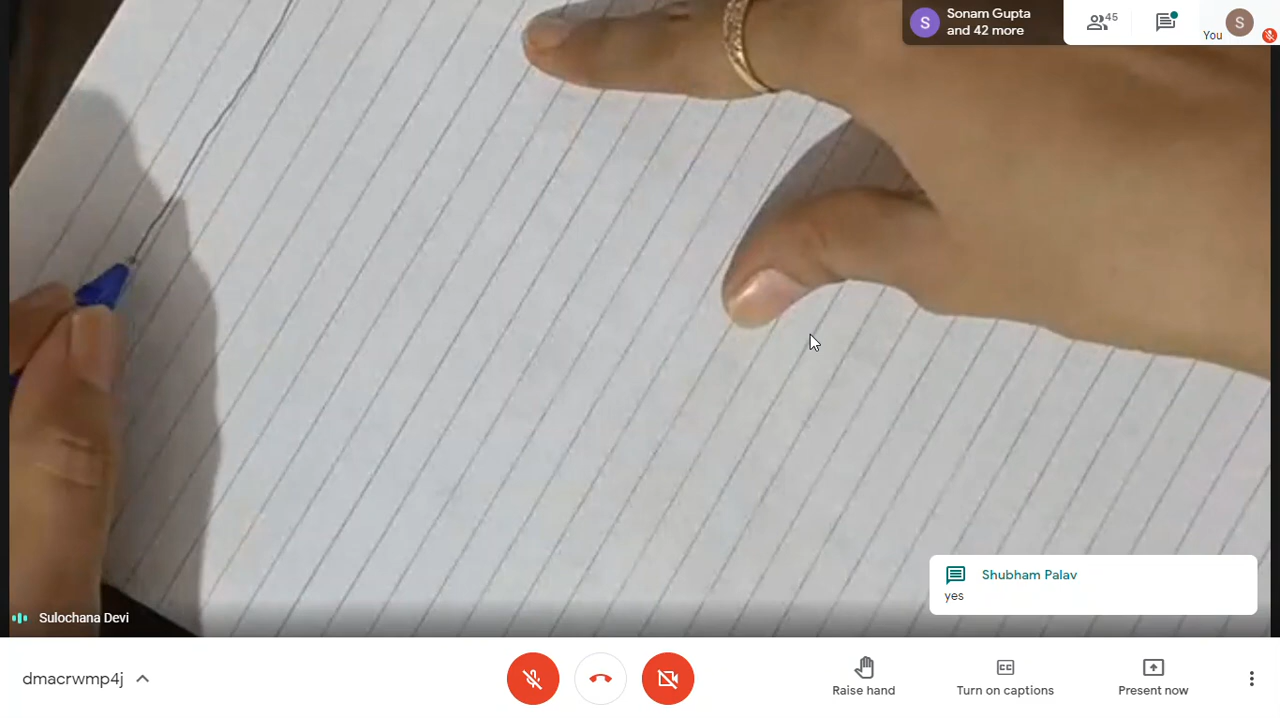 Sonam Gupta
and 42 more
45
S
S
You
Shubham Palav
yes
Sulochana Devi
dmacrwmp4j
Raise hand
CC
Turn on captions
Present now